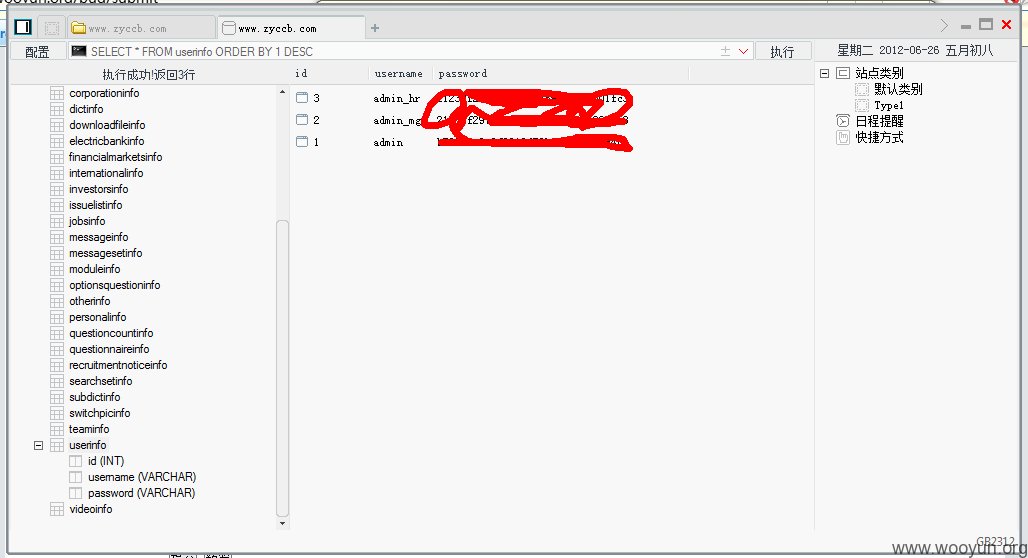 www.zyccb.com
www.zyccb.com
配置
SELECT * FROM userinfo ORDER BY 1 DESC
执行
星期二 2012-06-26 五月初八
执行成功!返回3行
corporationinfo
dictinfo
downloadfileinfo
electricbankinfo
financialmarketsinfo
internationalinfo
investorsinfo
issuelistinfo
jobsinfo
messageinfo
messagesetinfo
moduleinfo
optionsquestioninfo
otherinfo
personalinfo
questioncountinfo
questionnaireinfo
recruitmentnoticeinfo
searchsetinfo
subdictinfo
switchpicinfo
teaminfo
userinfo
id (INT)
username (VARCHAR)
password (VARCHAR)
videoinfo
id username password
3 admin_hr
2 admin_mg
1 admin
站点类别
默认类别
Type1
日程提醒
快捷方式
GB2312
www.wooyun.org